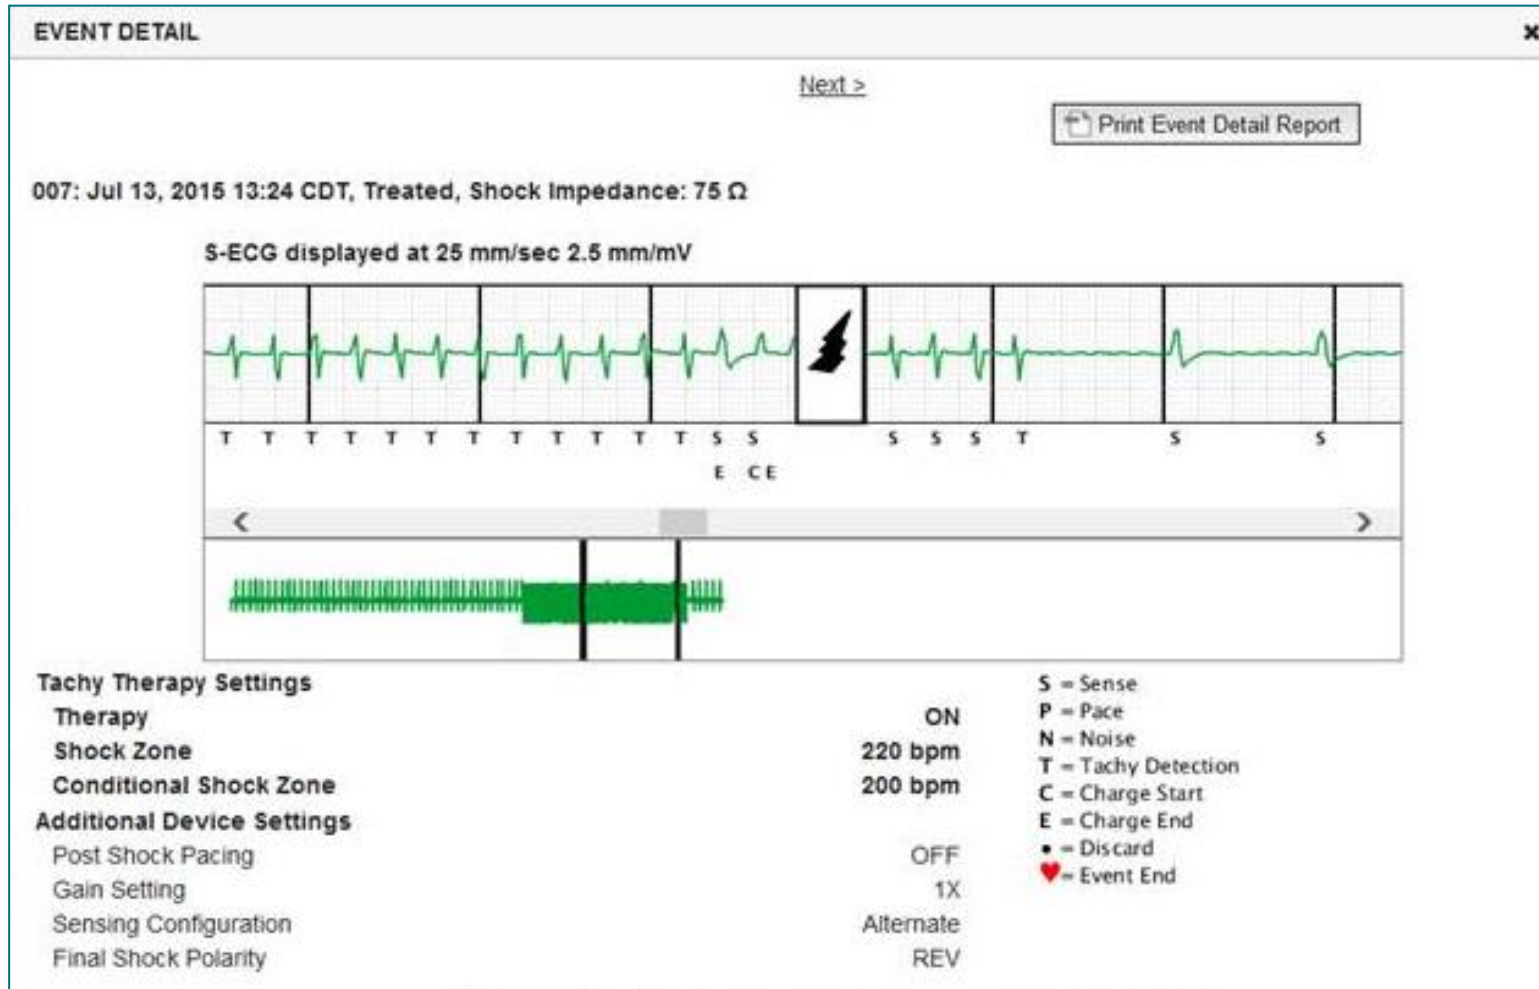 EVENT DETAIL
Next >
Print Event Detail Report
007: Jul 13, 2015 13:24 CDT, Treated, Shock Impedance: 75 Ω
S-ECG displayed at 25 mm/sec 2.5 mm/mV
T T T T T T T T T T T T S S S S S T S S
E C E
Tachy Therapy Settings
Therapy ON
Shock Zone 220 bpm
Conditional Shock Zone 200 bpm
Additional Device Settings
Post Shock Pacing OFF
Gain Setting 1X
Sensing Configuration Alternate
Final Shock Polarity REV
S = Sense
P = Pace
N = Noise
T = Tachy Detection
C = Charge Start
E = Charge End
• = Discard
♥ = Event End